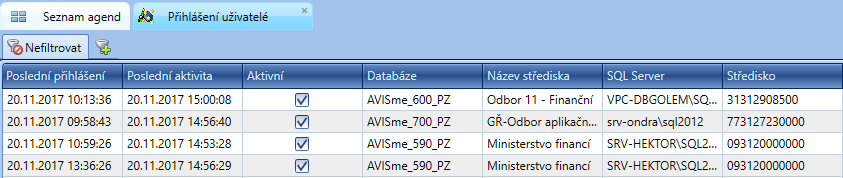 Seznam agend Přihlášení uživatelé
Nefiltrovat
Poslední přihlášení Poslední aktivita Aktivní Databáze Název střediska SQL Server Středisko
20.11.2017 10:13:36 20.11.2017 15:00:08 AVISme_600_PZ Odbor 11 - Finanční VPC-DBGOLEM\SQ... 31312908500
20.11.2017 09:58:43 20.11.2017 14:56:40 AVISme_700_PZ GŘ-Odbor aplikačn... srv-ondra\sql2012 773127230000
20.11.2017 10:59:26 20.11.2017 14:53:28 AVISme_590_PZ Ministerstvo financí SRV-HEKTOR\SQL2... 093120000000
20.11.2017 13:36:26 20.11.2017 14:56:29 AVISme_590_PZ Ministerstvo financí SRV-HEKTOR\SQL2... 093120000000